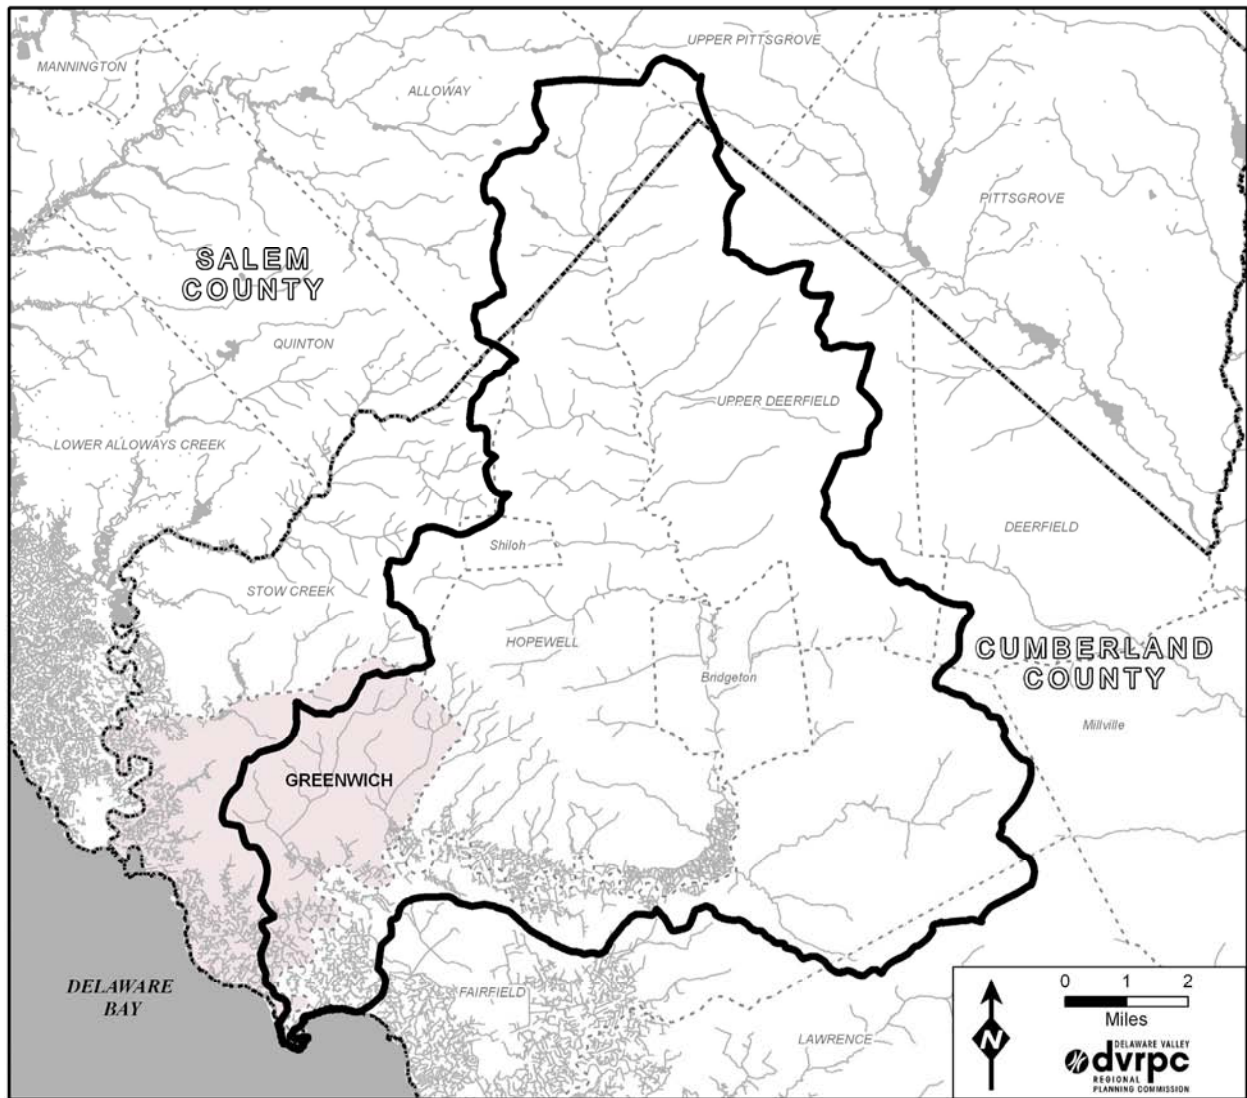 UPPER PITTSGROVE
MANNINGTON
ALLOWAY
PITTSGROVE
SALEM
COUNTY
QUINTON
UPPER DEERFIELD
LOWER ALLOWAYS CREEK
DEERFIELD
Shiloh
STOW CREEK
HOPEWELL
CUMBERLAND
COUNTY
Bridgeton
Millville
GREENWICH
DELAWARE
BAY
FAIRFIELD
LAWRENCE
N
0 1 2
Miles
DELAWARE VALLEY
dvrpc
REGIONAL
PLANNING COMMISSION